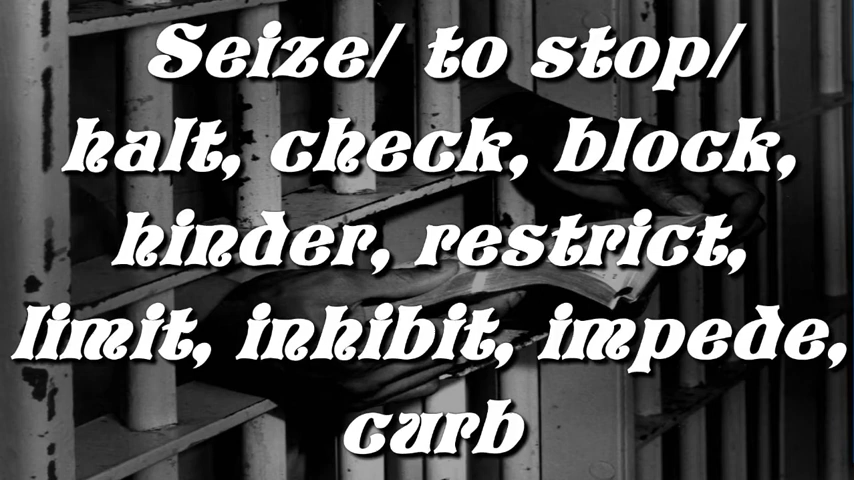 Seize/ to stop/
halt, check, block,
hinder, restrict,
limit, inhibit, impede,
curb